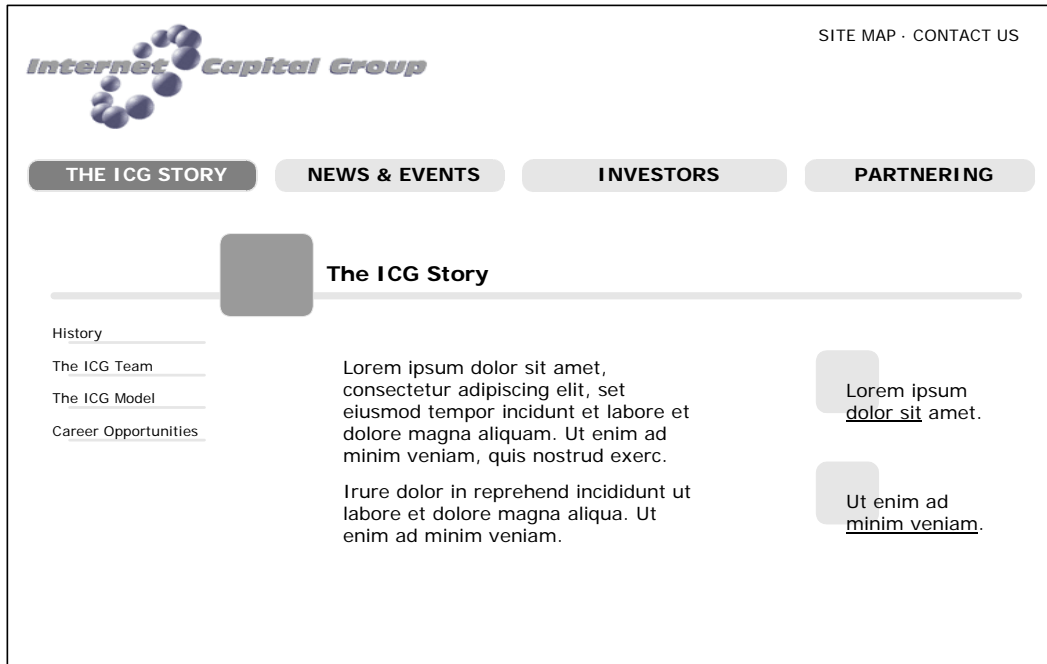 Internet Capital Group
SITE MAP · CONTACT US
THE ICG STORY
NEWS & EVENTS
INVESTORS
PARTNERING
The ICG Story
History
The ICG Team
The ICG Model
Career Opportunities
Lorem ipsum dolor sit amet,
consectetur adipiscing elit, set
eiusmod tempor incidunt et labore et
dolore magna aliquam. Ut enim ad
minim veniam, quis nostrud exerc.
Irure dolor in reprehend incididunt ut
labore et dolore magna aliqua. Ut
enim ad minim veniam.
Lorem ipsum
dolor sit amet.
Ut enim ad
minim veniam.